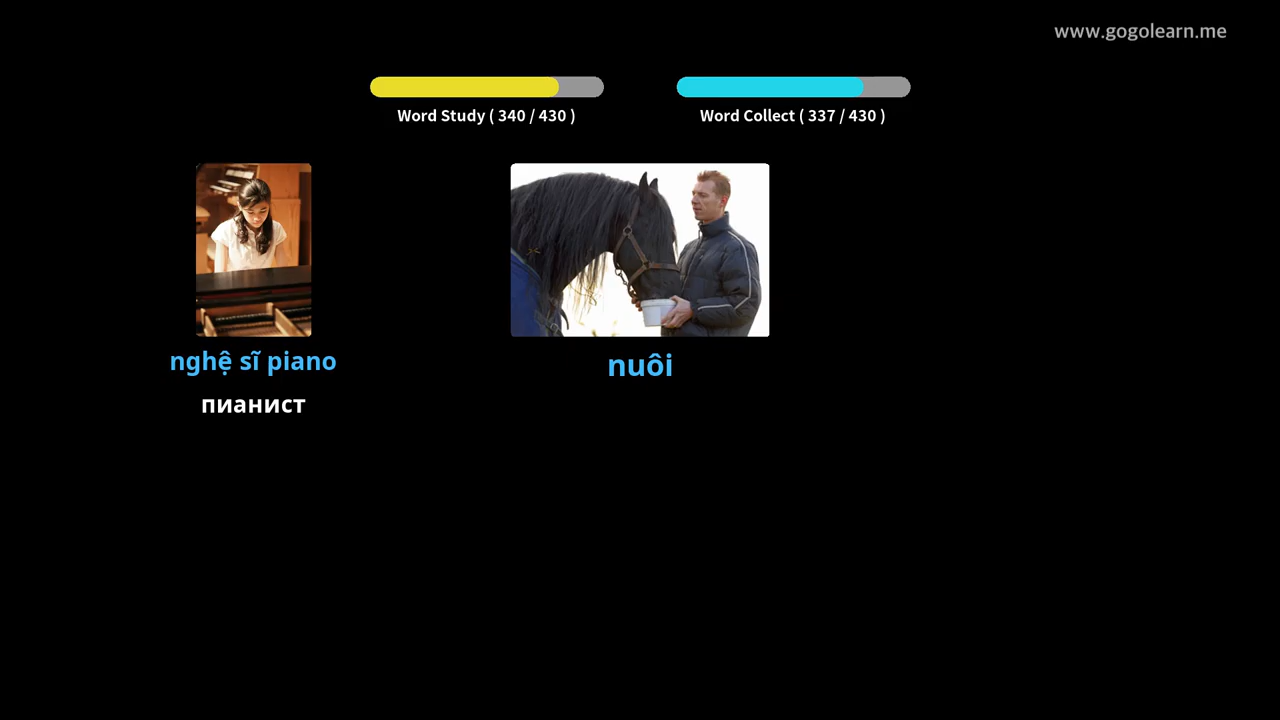 www.gogolearn.me
Word Study ( 340 / 430 )
Word Collect ( 337 / 430 )
nghệ sĩ piano
пианист
nuôi